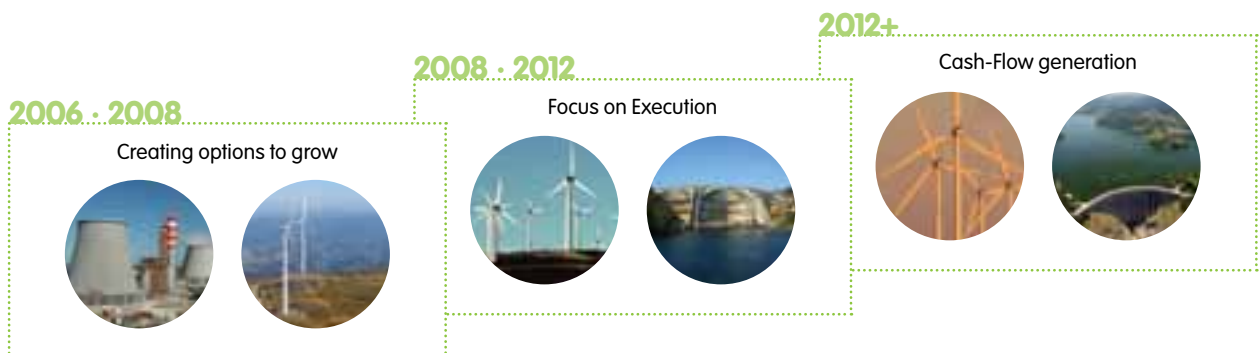 2006 · 2008
Creating options to grow
2008 · 2012
Focus on Execution
2012+
Cash-Flow generation